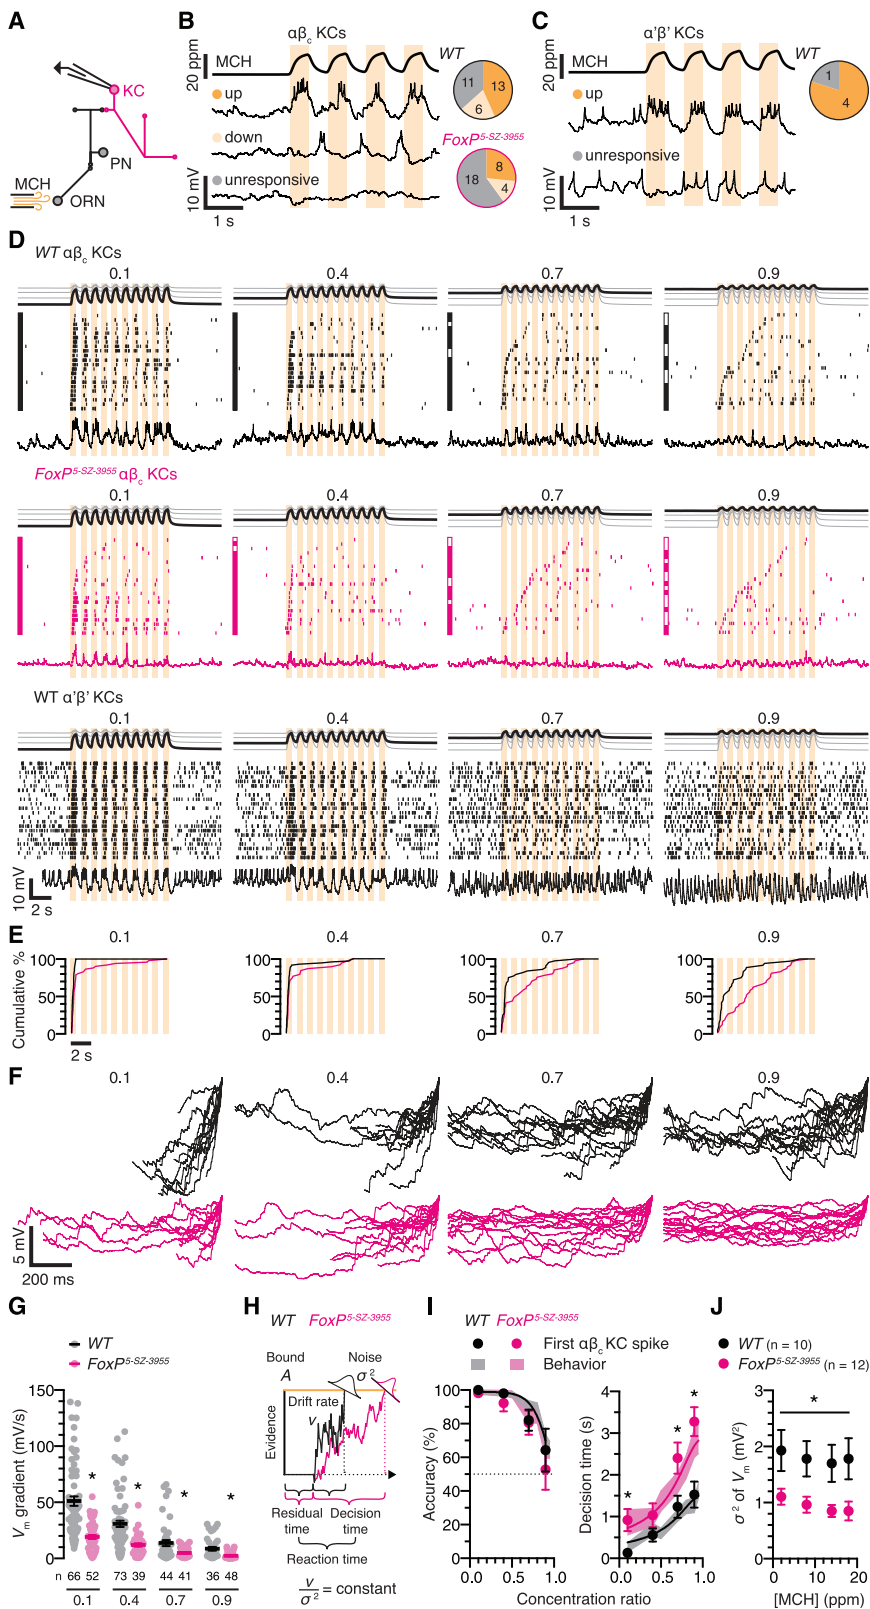 A
KC
PN
MCH
ORN
B
αβc KCs
20 ppm
MCH
WT
up
11
13
6
down
FoxP5-SZ-3955
unresponsive
18
8
4
10 mV
1 s
C
α'β' KCs
20 ppm
MCH
WT
up
1
4
unresponsive
10 mV
1 s
D
WT αβc KCs
0.1
0.4
0.7
0.9
FoxP5-SZ-3955 αβc KCs
0.1
0.4
0.7
0.9
WT α'β' KCs
0.1
0.4
0.7
0.9
10 mV
2 s
E
0.1
0.4
0.7
0.9
Cumulative %
100
50
0
100
50
0
100
50
0
100
50
0
2 s
F
0.1
0.4
0.7
0.9
5 mV
200 ms
G
WT
FoxP5-SZ-3955
Vm gradient (mV/s)
150
100
50
0
* * * *
n 66 52 73 39 44 41 36 48
0.1 0.4 0.7 0.9
H
WT FoxP5-SZ-3955
Bound
A
Noise
σ2
Drift rate
v
Evidence
Residual time
Decision time
Reaction time
v/σ2 = constant
I
WT FoxP5-SZ-3955
First αβc KC spike
Behavior
Accuracy (%)
100
80
60
40
20
0
0.0 0.5 1.0
Decision time (s)
4
3
2
1
0
* * *
0.0 0.5 1.0
Concentration ratio
J
WT (n = 10)
FoxP5-SZ-3955 (n = 12)
σ2 of Vm (mV2)
3
2
1
0
*
0 10 20
[MCH] (ppm)